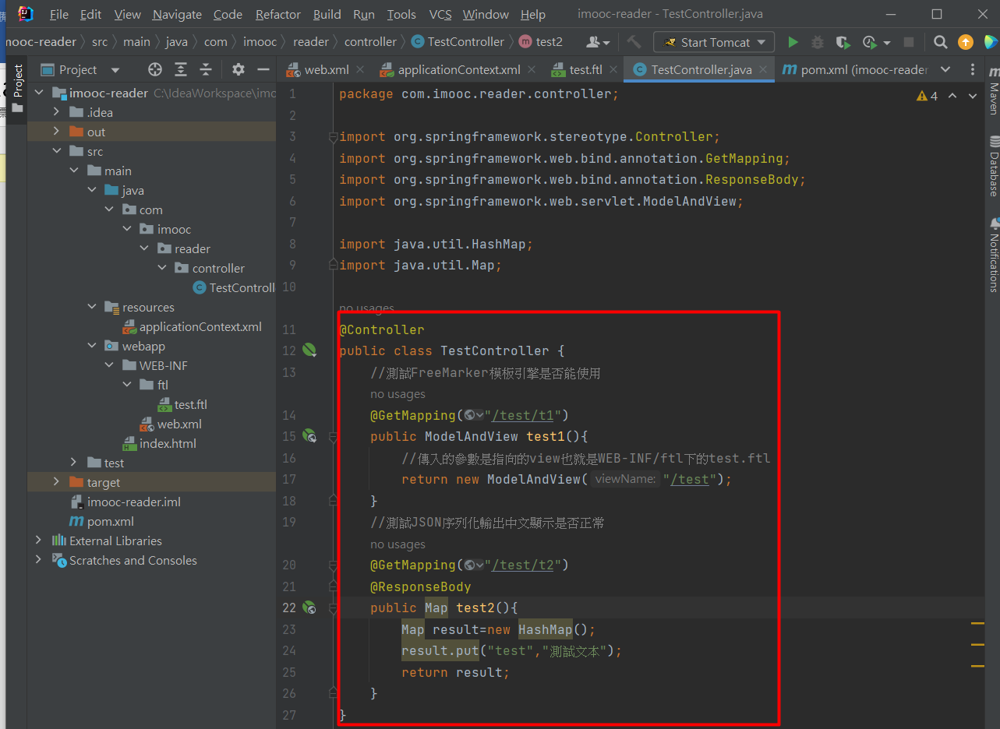 File Edit View Navigate Code Refactor Build Run Tools VCS Window Help imooc-reader - TestController.java
mooc-reader src main java com imooc reader controller TestController test2 Start Tomcat
Project
Project
web.xml applicationContext.xml test.ftl TestController.java pom.xml (imooc-reader
imooc-reader C:\IdeaWorkspace\imo
.idea
out
src
main
java
com
imooc
reader
controller
TestControll
resources
applicationContext.xml
webapp
WEB-INF
ftl
test.ftl
web.xml
index.html
test
target
imooc-reader.iml
pom.xml
External Libraries
Scratches and Consoles
4
1 package com.imooc.reader.controller;
2
3 import org.springframework.stereotype.Controller;
4 import org.springframework.web.bind.annotation.GetMapping;
5 import org.springframework.web.bind.annotation.ResponseBody;
6 import org.springframework.web.servlet.ModelAndView;
7
8 import java.util.HashMap;
9 import java.util.Map;
10
no usages
11 @Controller
12 public class TestController {
13 //測試FreeMarker模板引擎是否能使用
no usages
14 @GetMapping("/test/t1")
15 public ModelAndView test1(){
16 //傳入的參數是指向的view也就是WEB-INF/ftl下的test.ftl
17 return new ModelAndView( viewName: "/test");
18 }
19 //測試JSON序列化輸出中文顯示是否正常
no usages
20 @GetMapping("/test/t2")
21 @ResponseBody
22 public Map test2(){
23 Map result=new HashMap();
24 result.put("test","測試文本");
25 return result;
26 }
27 }
Maven
Database
Notifications